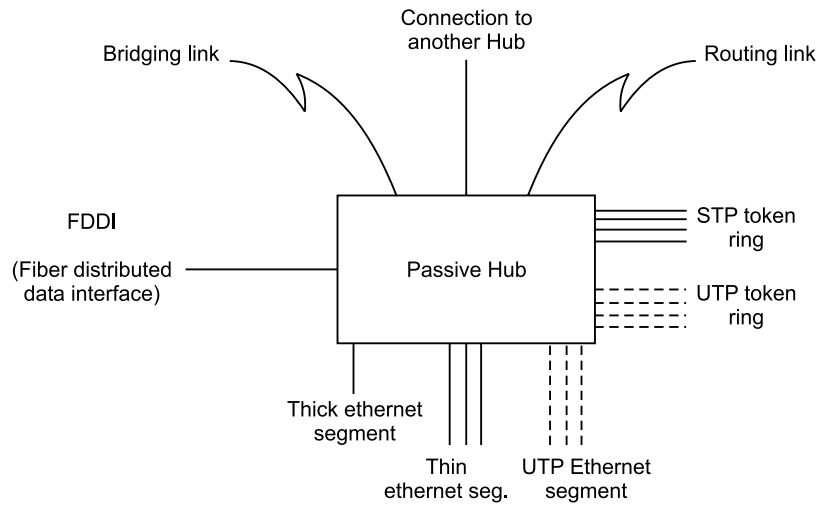 Connection to
another Hub
Bridging link
Routing link
FDDI
(Fiber distributed
data interface)
Passive Hub
STP token
ring
UTP token
ring
Thick ethernet
segment
Thin
ethernet seg.
UTP Ethernet
segment